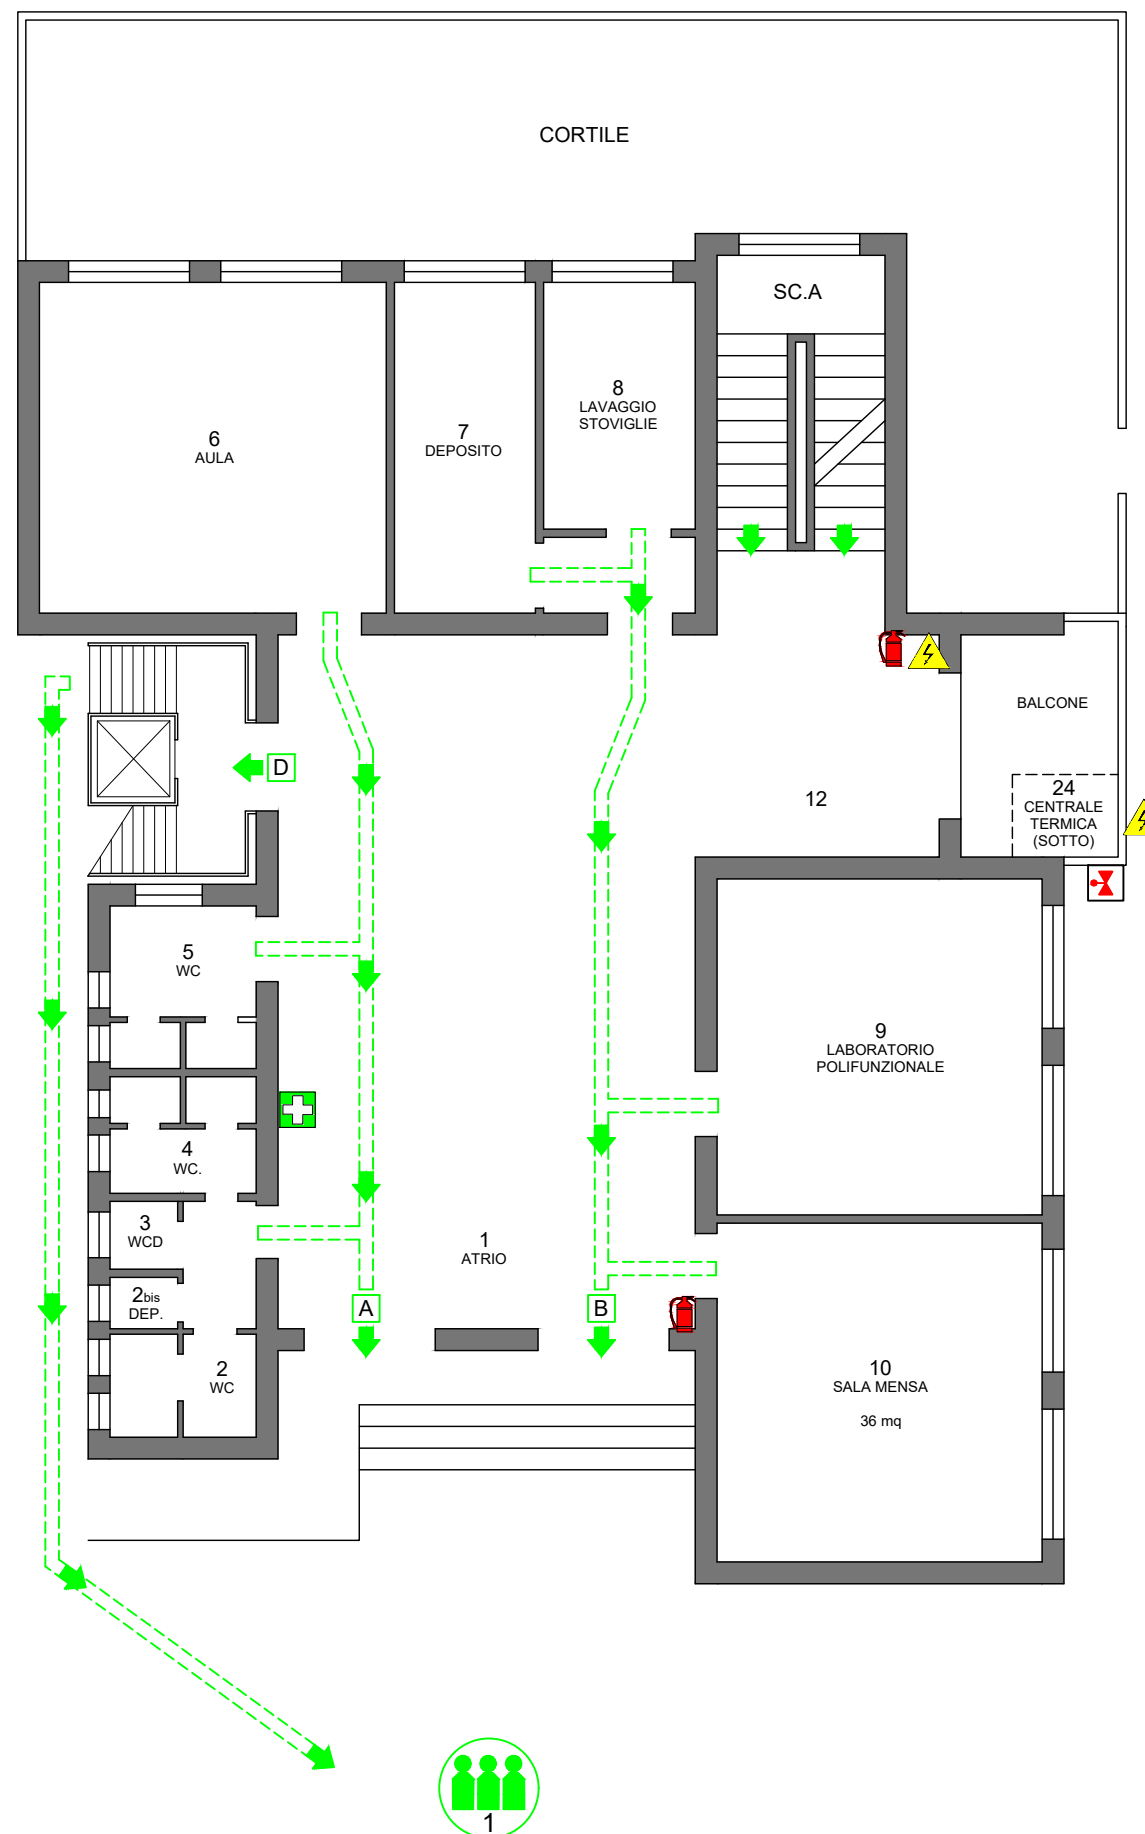 CORTILE
SC.A
8
LAVAGGIO
STOVIGLIE
7
DEPOSITO
6
AULA
BALCONE
D
12
24
CENTRALE
TERMICA
(SOTTO)
5
WC
9
LABORATORIO
POLIFUNZIONALE
4
WC.
3
WCD
1
ATRIO
2bis
DEP.
A
B
2
WC
10
SALA MENSA
36 mq
1